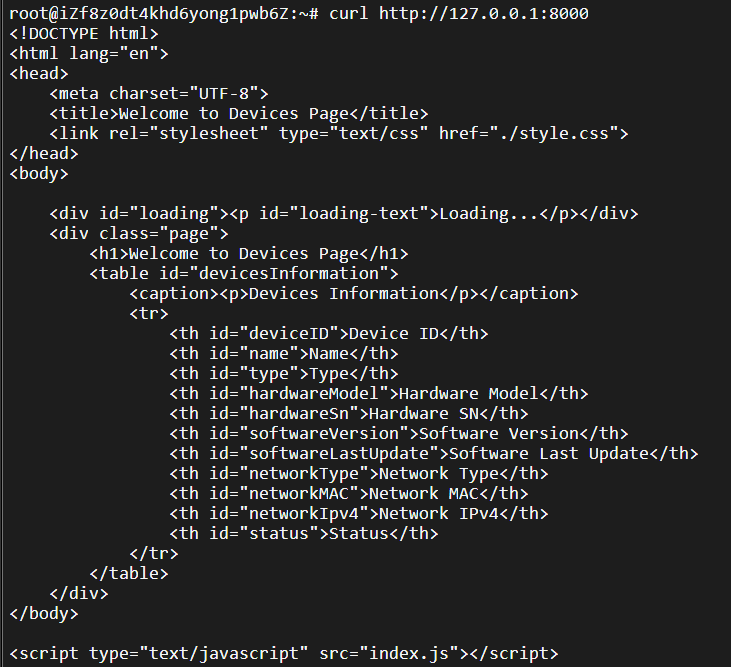 root@iZf8z0dt4khd6yong1pwb6Z:~# curl http://127.0.0.1:8000
<!DOCTYPE html>
<html lang="en">
<head>
    <meta charset="UTF-8">
    <title>Welcome to Devices Page</title>
    <link rel="stylesheet" type="text/css" href="./style.css">
</head>
<body>

    <div id="loading"><p id="loading-text">Loading...</p></div>
    <div class="page">
        <h1>Welcome to Devices Page</h1>
        <table id="devicesInformation">
            <caption><p>Devices Information</p></caption>
            <tr>
                <th id="deviceID">Device ID</th>
                <th id="name">Name</th>
                <th id="type">Type</th>
                <th id="hardwareModel">Hardware Model</th>
                <th id="hardwareSn">Hardware SN</th>
                <th id="softwareVersion">Software Version</th>
                <th id="softwareLastUpdate">Software Last Update</th>
                <th id="networkType">Network Type</th>
                <th id="networkMAC">Network MAC</th>
                <th id="networkIpv4">Network IPv4</th>
                <th id="status">Status</th>
            </tr>
        </table>
    </div>
</body>

<script type="text/javascript" src="index.js"></script>